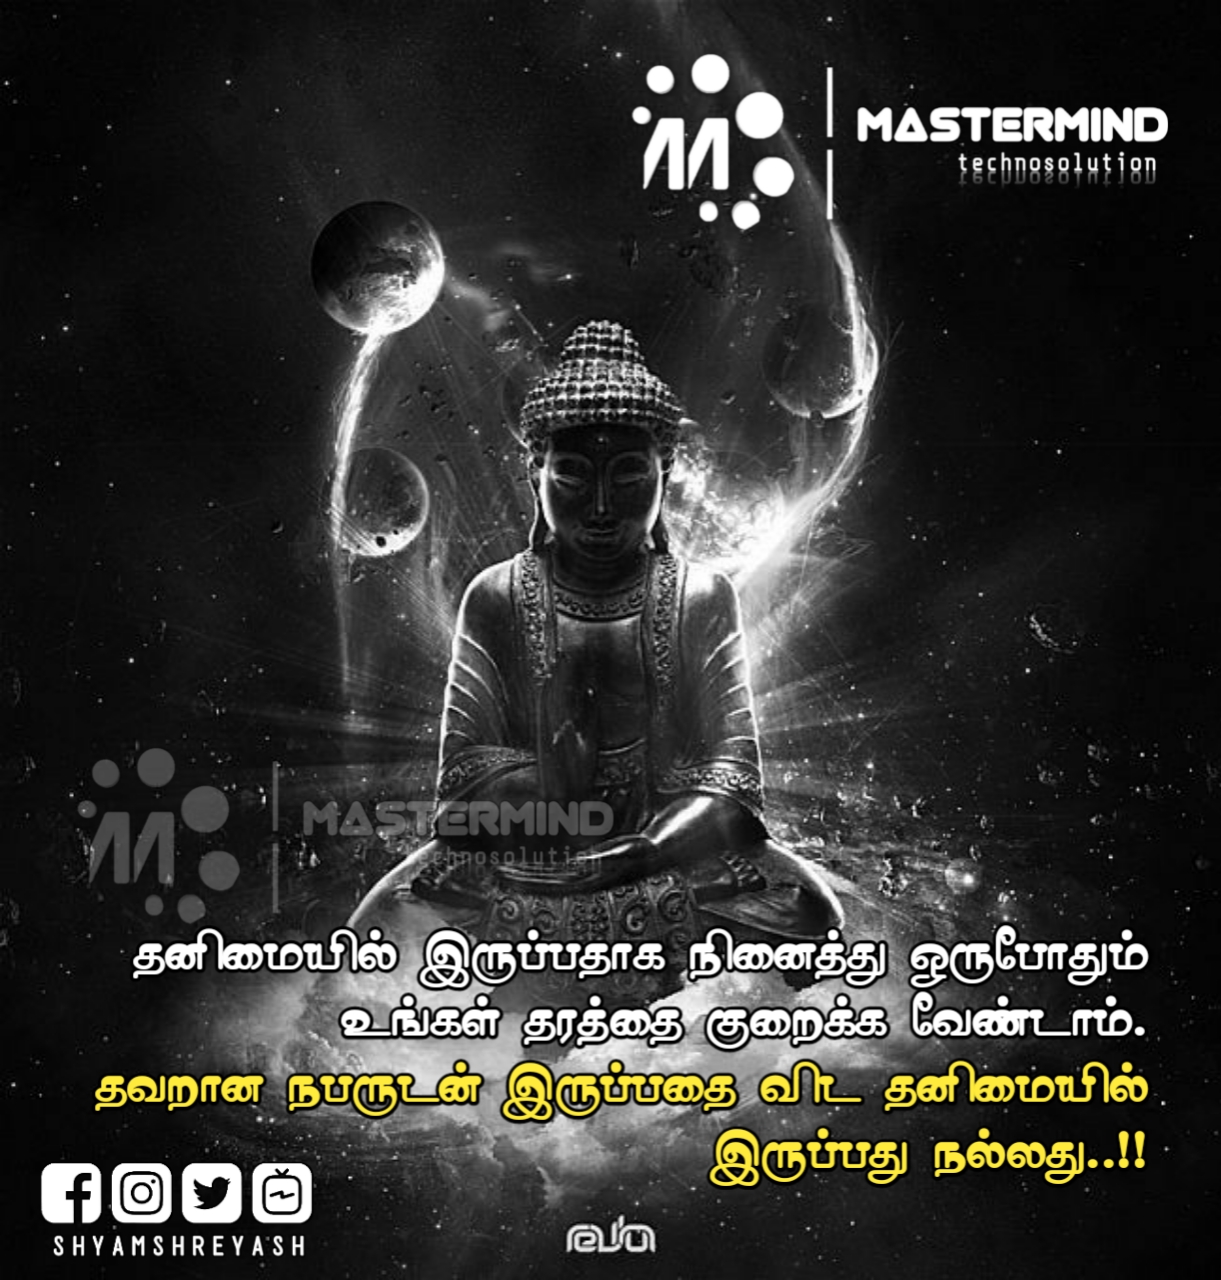 MASTERMIND
technosolution
MASTERMIND
technosolution
தனிமையில் இருப்பதாக நினைத்து ஒருபோதும்
உங்கள் தரத்தை குறைக்க வேண்டாம்.
தவறான நபருடன் இருப்பதை விட தனிமையில்
இருப்பது நல்லது..!!
SHYAMSHREYASH